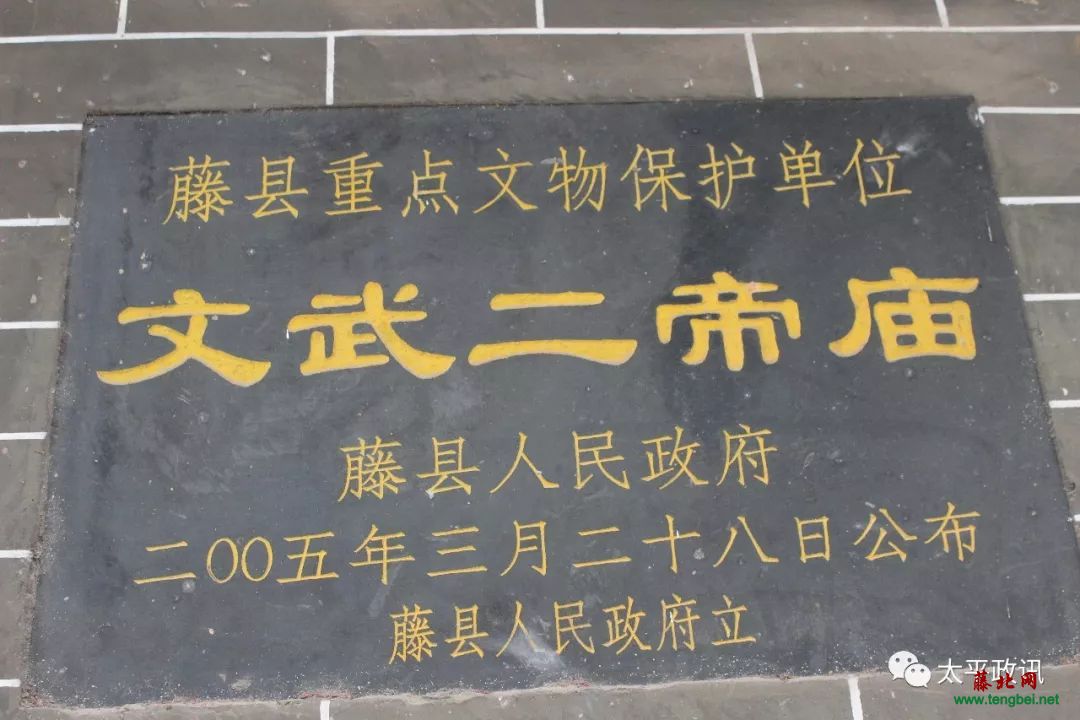 藤县重点文物保护单位
文武二帝庙
藤县人民政府
二〇〇五年三月二十八日公布
藤县人民政府立
太平政讯
藤北网
www.tengbei.net